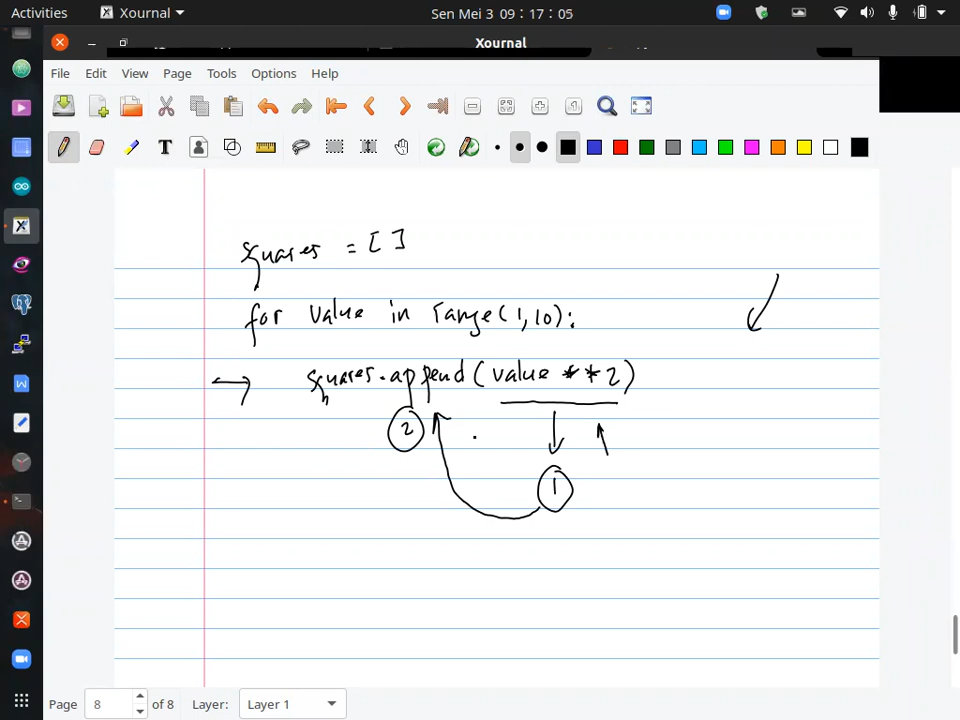 Activities Xournal Sen Mei 3 09 : 17 : 05
Xournal
File Edit View Page Tools Options Help
squares = [ ]
for value in range(1,10):
squares.append(value **2)
2
1
Page 8 of 8 Layer: Layer 1